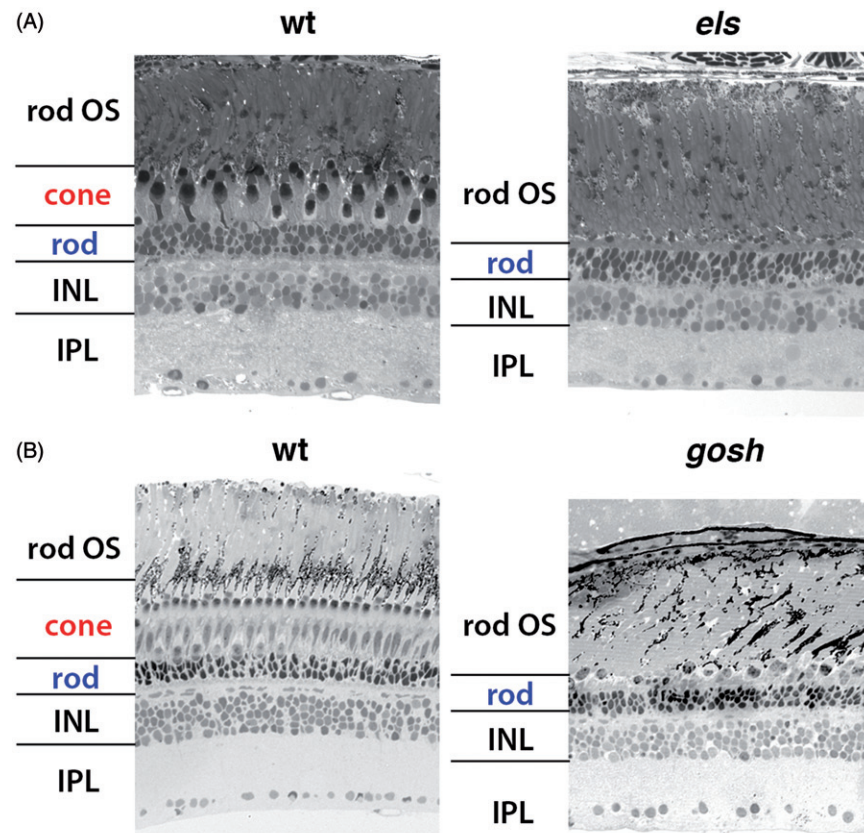 (A)
wt
els
rod OS
cone
rod
INL
IPL
rod OS
rod
INL
IPL
(B)
wt
gosh
rod OS
cone
rod
INL
IPL
rod OS
rod
INL
IPL